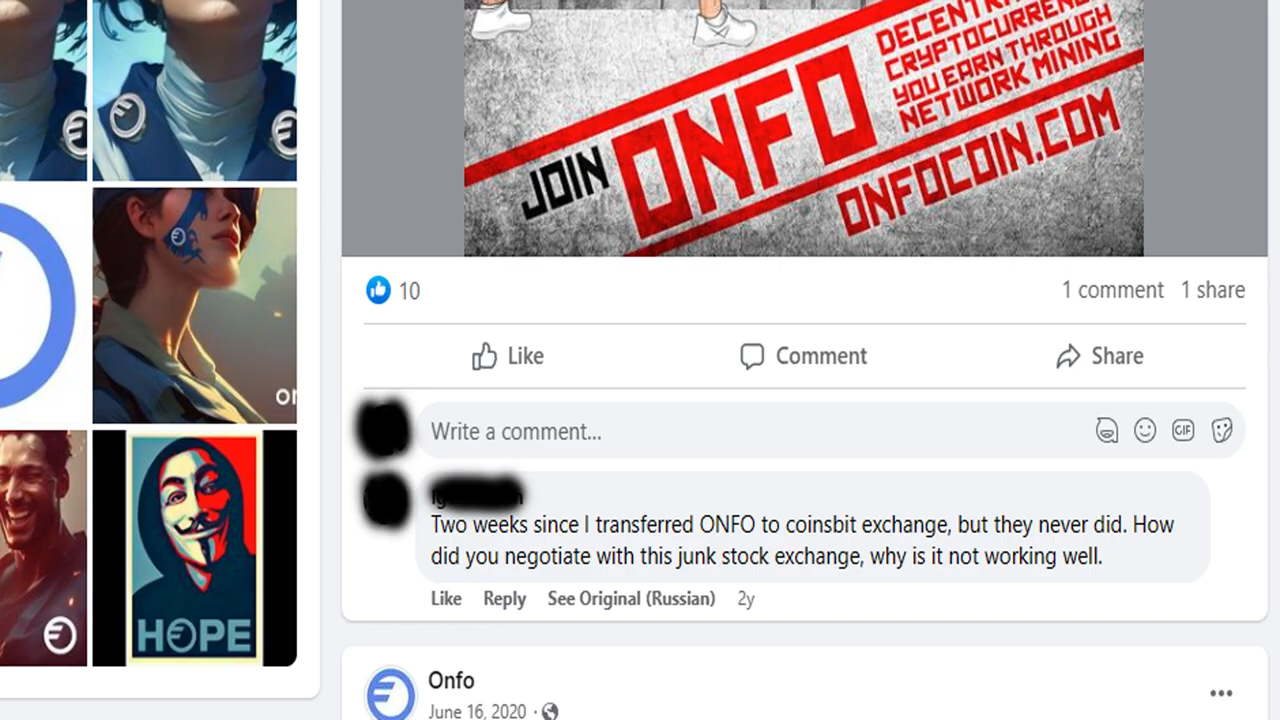 DECENTR
CRYPTOCURREN
YOU EARN THROUGH
NETWORK MINING
JOIN ONFO
ONFOCOIN.COM
10
1 comment 1 share
Like Comment Share
Write a comment...
GIF
Two weeks since I transferred ONFO to coinsbit exchange, but they never did. How
did you negotiate with this junk stock exchange, why is it not working well.
Like Reply See Original (Russian) 2y
on
HOPE
Onfo
June 16, 2020 ·